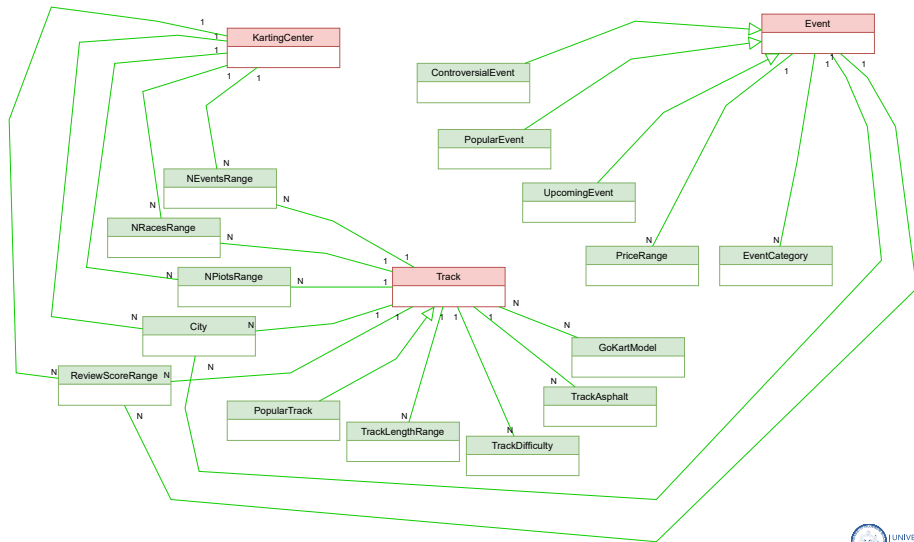 1
KartingCenter
1
1
1
1
Event
1
1
1
ControversialEvent
PopularEvent
UpcomingEvent
N
NEventsRange
N
N
NRacesRange
N
1
1
N
NPiotsRange
N
1
Track
N
PriceRange
N
EventCategory
N
City
N
1
1
1
1
1
N
N
GoKartModel
N
ReviewScoreRange
N
N
N
TrackAsphalt
N
PopularTrack
N
TrackLengthRange
N
TrackDifficulty
UNIVE